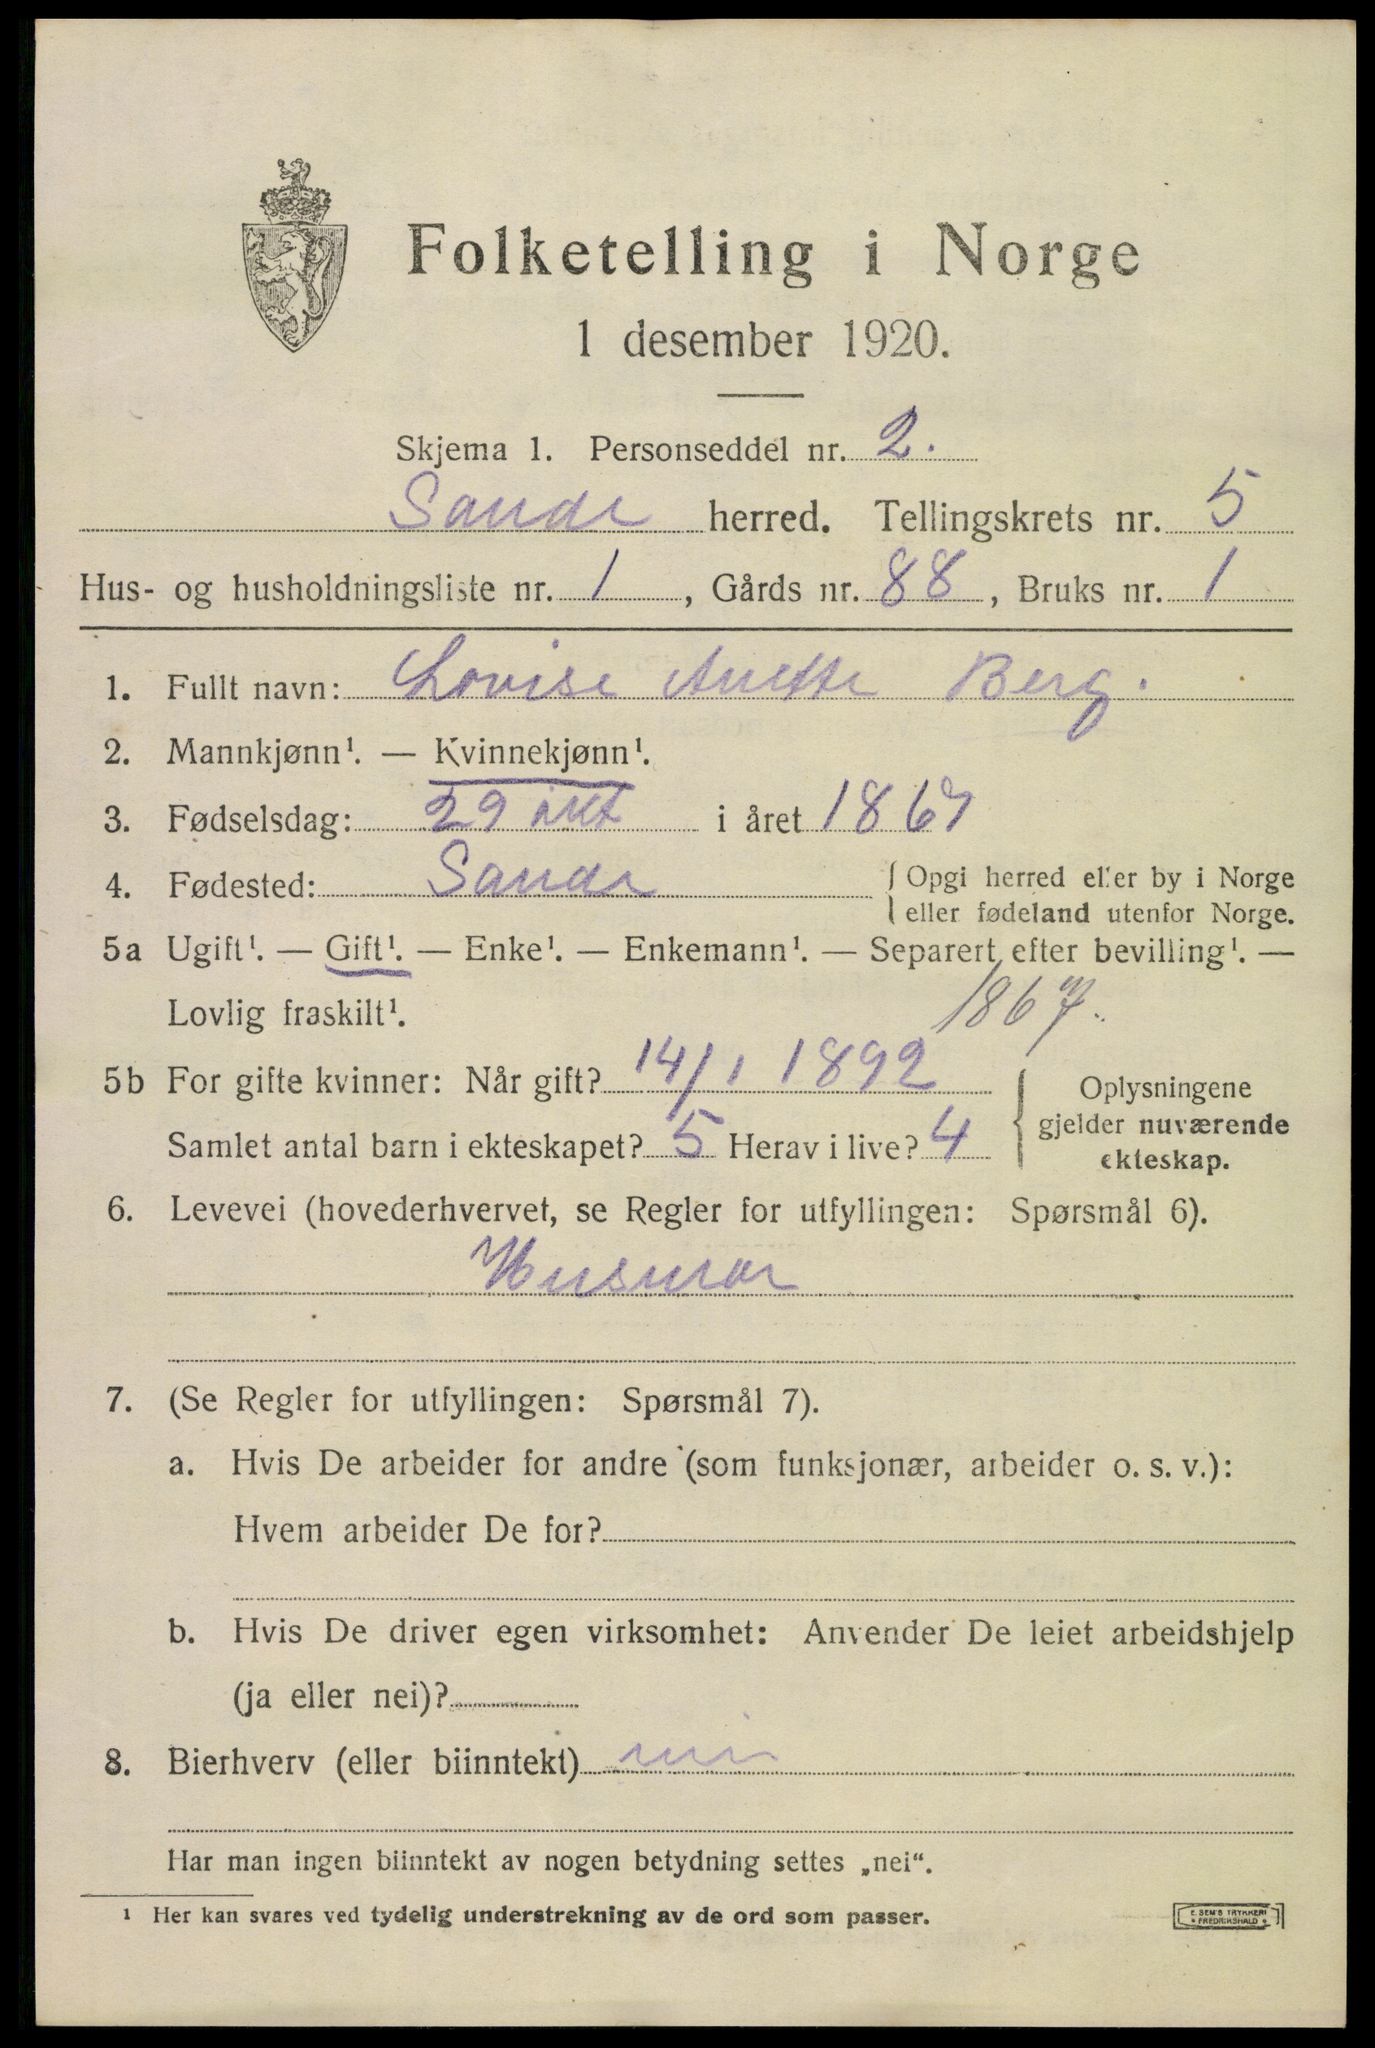 Folketelling i Norge
1 desember 1920.
Skjema 1. Personseddel nr. 2.
Sande herred. Tellingskrets nr. 5
Hus- og husholdningsliste nr. 1, Gårds nr. 88, Bruks nr. 1
1. Fullt navn: Lovise Anette Berg.
2. Mannkjønn¹. — Kvinnekjønn¹.
3. Fødselsdag: 29 okt i året 1867
4. Fødested: Sande { Opgi herred eller by i Norge
eller fødeland utenfor Norge.
5a Ugift¹. — Gift¹. — Enke¹. — Enkemann¹. — Separert efter bevilling¹. —
Lovlig fraskilt¹. 1867.
5b For gifte kvinner: Når gift? 14/1 1892 { Oplysningene
gjelder nuværende
ekteskap.
Samlet antal barn i ekteskapet? 5 Herav i live? 4
6. Levevei (hovederhvervet, se Regler for utfyllingen: Spørsmål 6).
Husmor
7. (Se Regler for utfyllingen: Spørsmål 7).
a. Hvis De arbeider for andre (som funksjonær, arbeider o. s. v.):
Hvem arbeider De for?
b. Hvis De driver egen virksomhet: Anvender De leiet arbeidshjelp
(ja eller nei)?
8. Bierhverv (eller biinntekt) nei
Har man ingen biinntekt av nogen betydning settes „nei“.
¹ Her kan svares ved tydelig understrekning av de ord som passer.
E. SEM'S TRYKKERI
• FREDRIKSHALD •